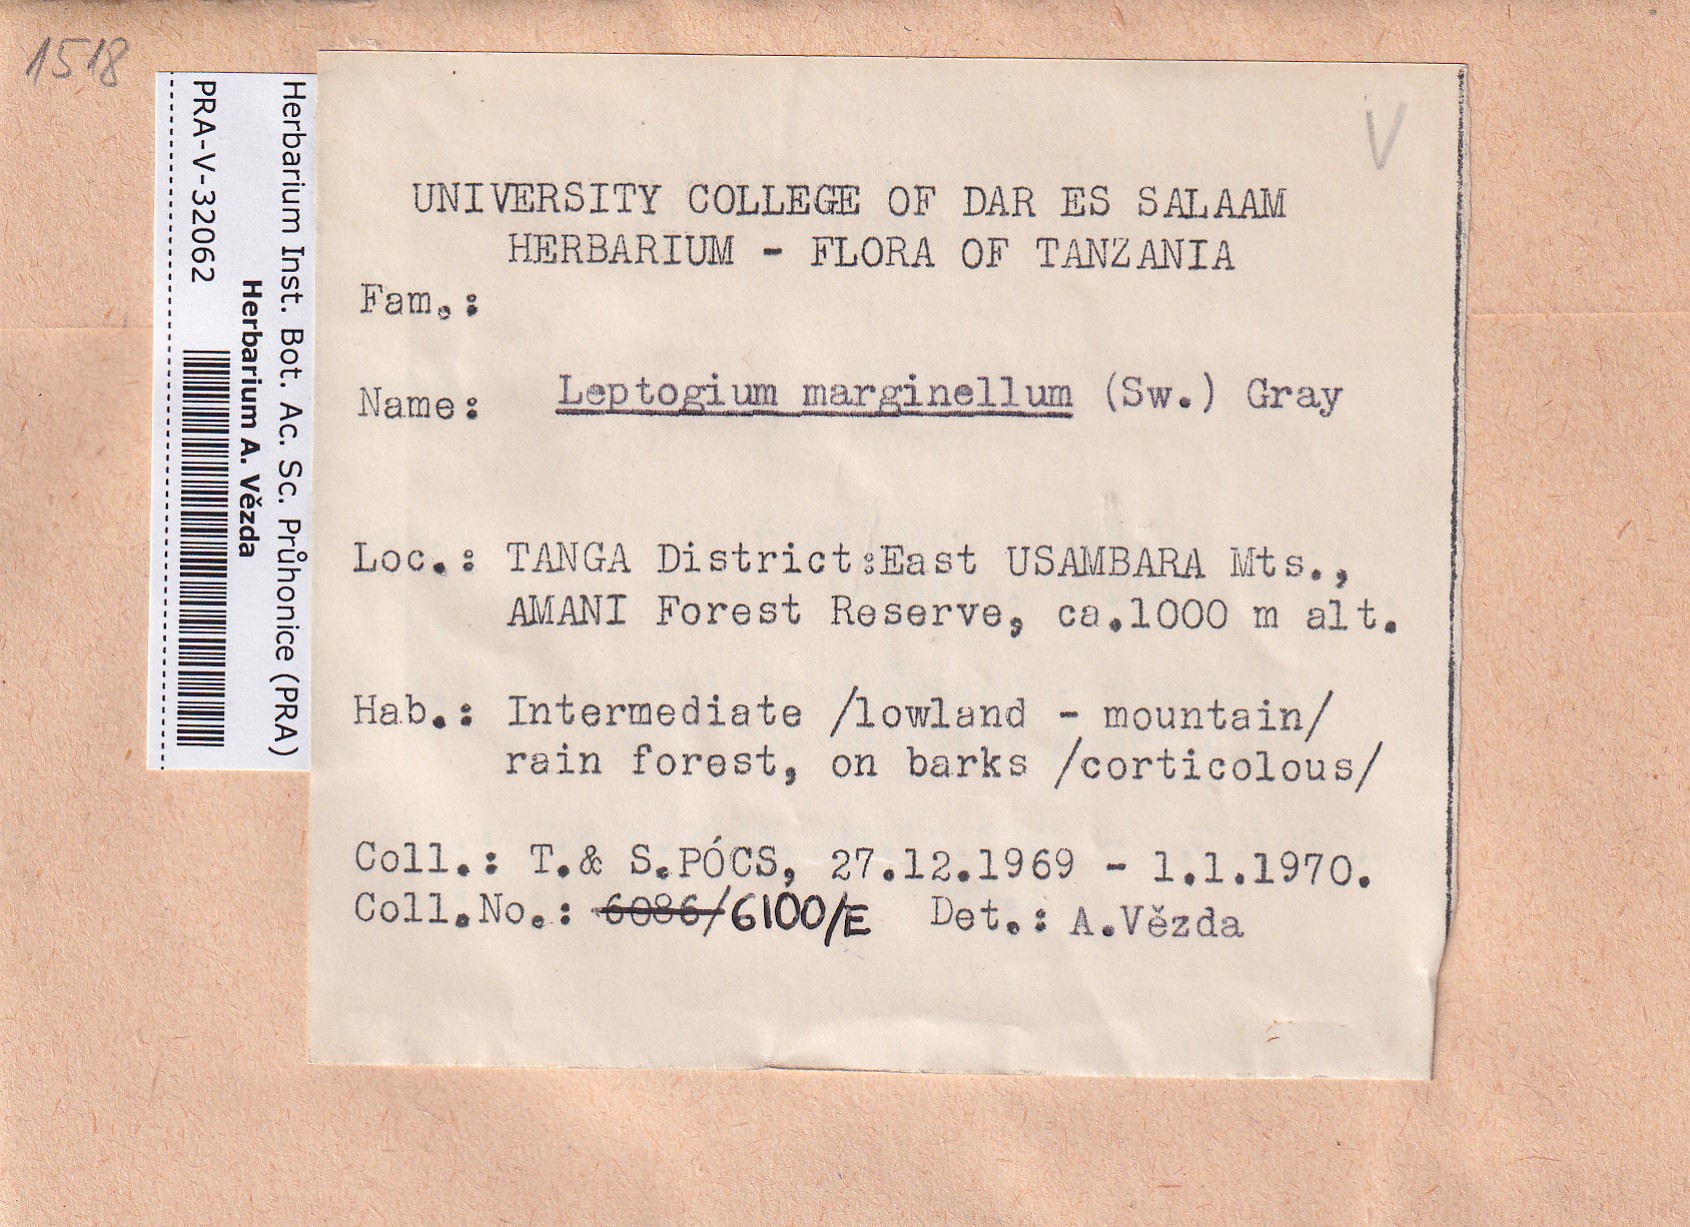 1518
Herbarium Inst. Bot. Ac. Sc. Průhonice (PRA)
Herbarium A. Vězda
PRA-V-32062
V
UNIVERSITY COLLEGE OF DAR ES SALAAM
HERBARIUM - FLORA OF TANZANIA
Fam.:
Name: Leptogium marginellum (Sw.) Gray
Loc.: TANGA District:East USAMBARA Mts.,
AMANI Forest Reserve, ca.1000 m alt.
Hab.: Intermediate /lowland - mountain/
rain forest, on barks /corticolous/
Coll.: T.& S.PÓCS, 27.12.1969 - 1.1.1970.
Coll.No.: 6086/6100/E Det.: A.Vězda